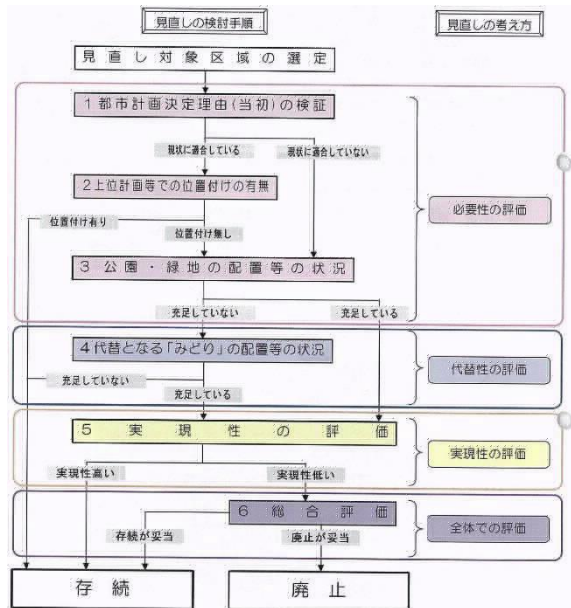 見直しの検討手順
見直しの考え方
見直し対象区域の選定
1都市計画決定理由(当初)の検証
現状に適合している
現状に適合していない
2上位計画等での位置付けの有無
位置付け有り
位置付け無し
必要性の評価
3 公園・緑地の配置等の状況
充足していない
充足している
4代替となる「みどり」の配置等の状況
代替性の評価
充足していない
充足している
5 実現性の評価
実現性の評価
実現性高い
実現性低い
6 総合評価
全体での評価
存続が妥当
廃止が妥当
存続
廃止